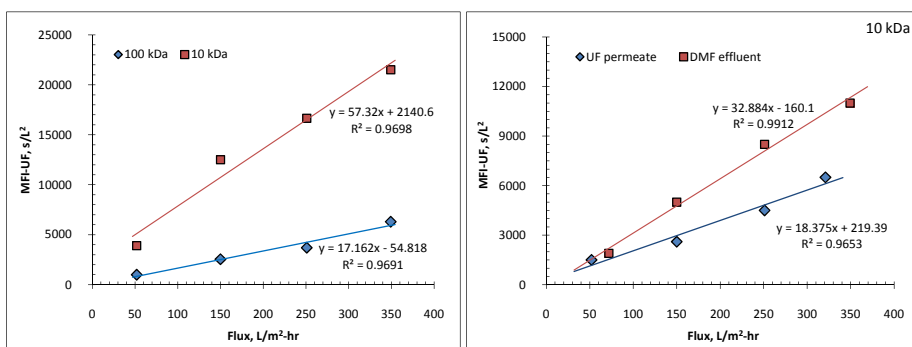 100 kDa 10 kDa
25000
20000
15000
10000
5000
0
MFI-UF, s/L²
y = 57.32x + 2140.6
R² = 0.9698
y = 17.162x - 54.818
R² = 0.9691
0 50 100 150 200 250 300 350 400
Flux, L/m²-hr
10 kDa
UF permeate DMF effluent
15000
12000
9000
6000
3000
0
MFI-UF, s/L²
y = 32.884x - 160.1
R² = 0.9912
y = 18.375x + 219.39
R² = 0.9653
0 50 100 150 200 250 300 350 400
Flux, L/m²-hr